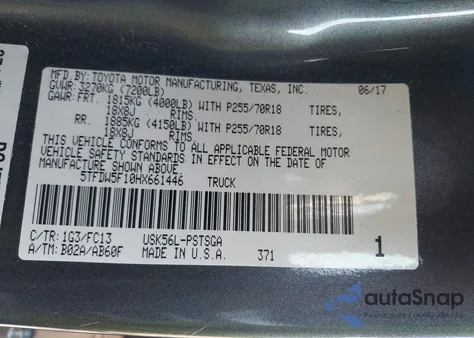 MFD.BY: TOYOTA MOTOR MANUFACTURING, TEXAS, INC. 06/17
GVWR: 3270KG (7200LB)
GAWR: FRT. 1815KG (4000LB) WITH P255/70R18 TIRES,
18X8J RIMS.
RR. 1885KG (4150LB) WITH P255/70R18 TIRES,
18X8J RIMS.
THIS VEHICLE CONFORMS TO ALL APPLICABLE FEDERAL MOTOR
VEHICLE SAFETY STANDARDS IN EFFECT ON THE DATE OF
MANUFACTURE SHOWN ABOVE.
5TFDW5F10HX661446 TRUCK
C/TR: 1G3/FC13 USK56L-PSTSGA
A/TM: B02A/AB60F MADE IN U.S.A. 371 1
autoSnap